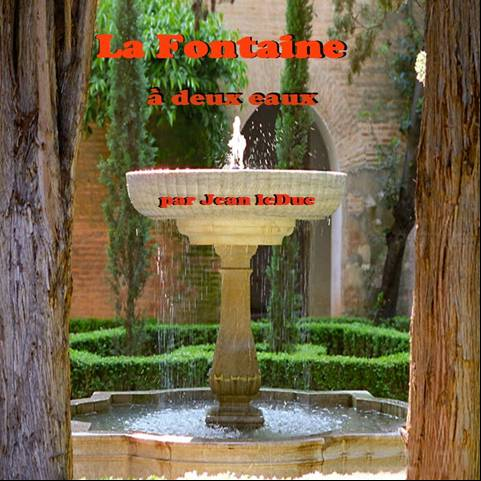 La Fontaine
à deux eaux
par Jean leDuc